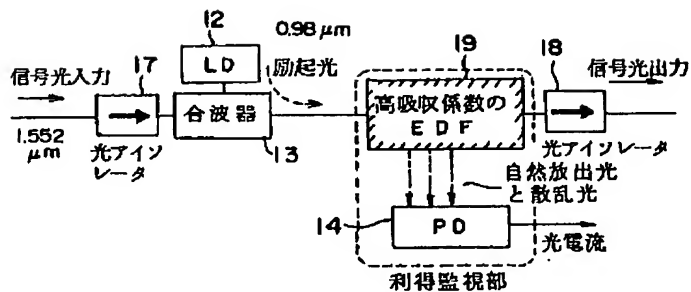 12
0.98 μm
19
18
17
LD
励起光
信号光入力
信号光出力
合波器
高吸収係数の
EDF
1.552
μm
光アイソ
レータ
13
光アイソレータ
自然放出光
と散乱光
14
PD
光電流
利得監視部